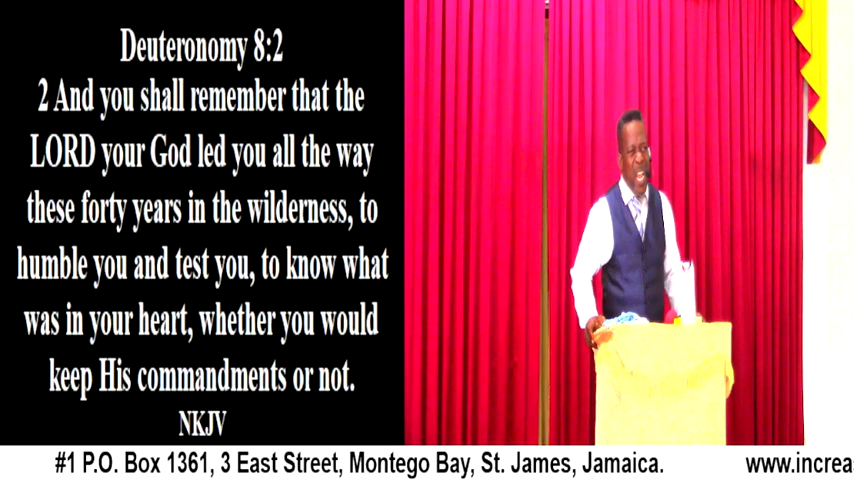 Deuteronomy 8:2
2 And you shall remember that the
LORD your God led you all the way
these forty years in the wilderness, to
humble you and test you, to know what
was in your heart, whether you would
keep His commandments or not.
NKJV
#1 P.O. Box 1361, 3 East Street, Montego Bay, St. James, Jamaica.
www.increa